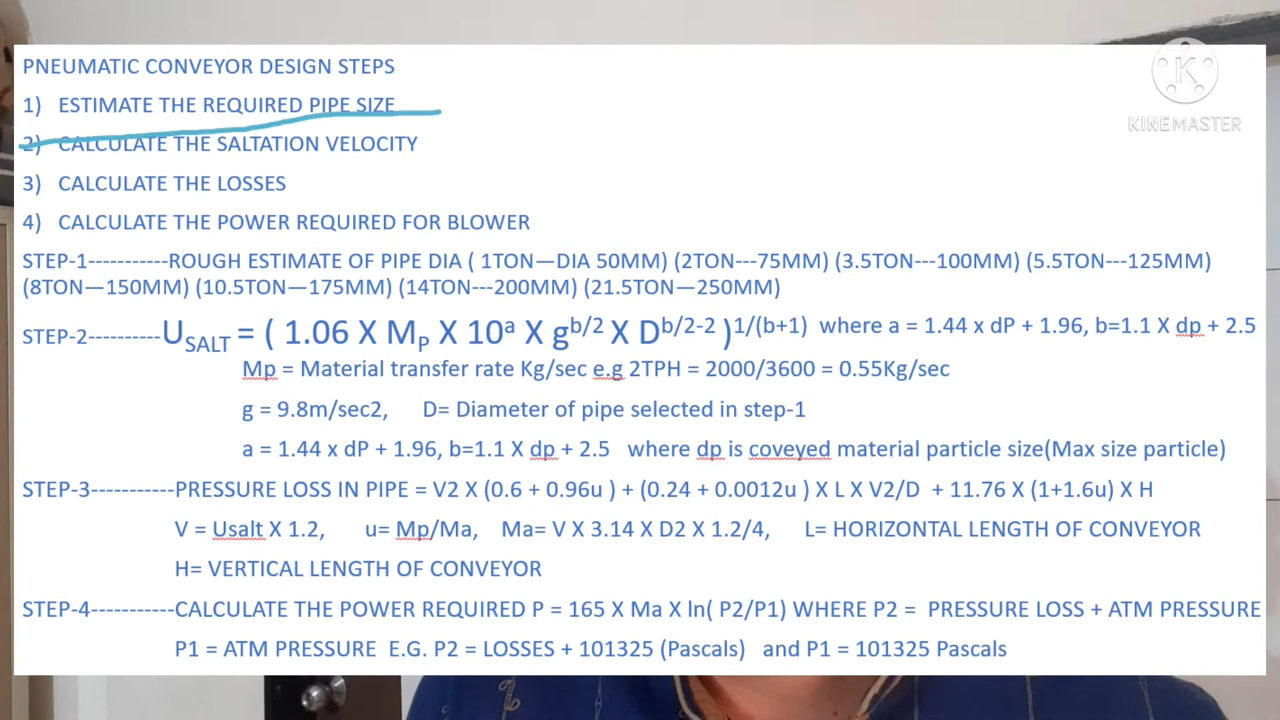 PNEUMATIC CONVEYOR DESIGN STEPS
1) ESTIMATE THE REQUIRED PIPE SIZE
2) CALCULATE THE SALTATION VELOCITY
3) CALCULATE THE LOSSES
4) CALCULATE THE POWER REQUIRED FOR BLOWER
STEP-1-----------ROUGH ESTIMATE OF PIPE DIA ( 1TON—DIA 50MM) (2TON---75MM) (3.5TON---100MM) (5.5TON---125MM)
(8TON—150MM) (10.5TON—175MM) (14TON---200MM) (21.5TON—250MM)
STEP-2----------U_SALT = ( 1.06 X M_P X 10^a X g^b/2 X D^b/2-2 )^1/(b+1) where a = 1.44 x dP + 1.96, b=1.1 X dp + 2.5
Mp = Material transfer rate Kg/sec e.g 2TPH = 2000/3600 = 0.55Kg/sec
g = 9.8m/sec2, D= Diameter of pipe selected in step-1
a = 1.44 x dP + 1.96, b=1.1 X dp + 2.5 where dp is coveyed material particle size(Max size particle)
STEP-3-----------PRESSURE LOSS IN PIPE = V2 X (0.6 + 0.96u ) + (0.24 + 0.0012u ) X L X V2/D + 11.76 X (1+1.6u) X H
V = Usalt X 1.2, u= Mp/Ma, Ma= V X 3.14 X D2 X 1.2/4, L= HORIZONTAL LENGTH OF CONVEYOR
H= VERTICAL LENGTH OF CONVEYOR
STEP-4-----------CALCULATE THE POWER REQUIRED P = 165 X Ma X ln( P2/P1) WHERE P2 = PRESSURE LOSS + ATM PRESSURE
P1 = ATM PRESSURE E.G. P2 = LOSSES + 101325 (Pascals) and P1 = 101325 Pascals
K
KINEMASTER